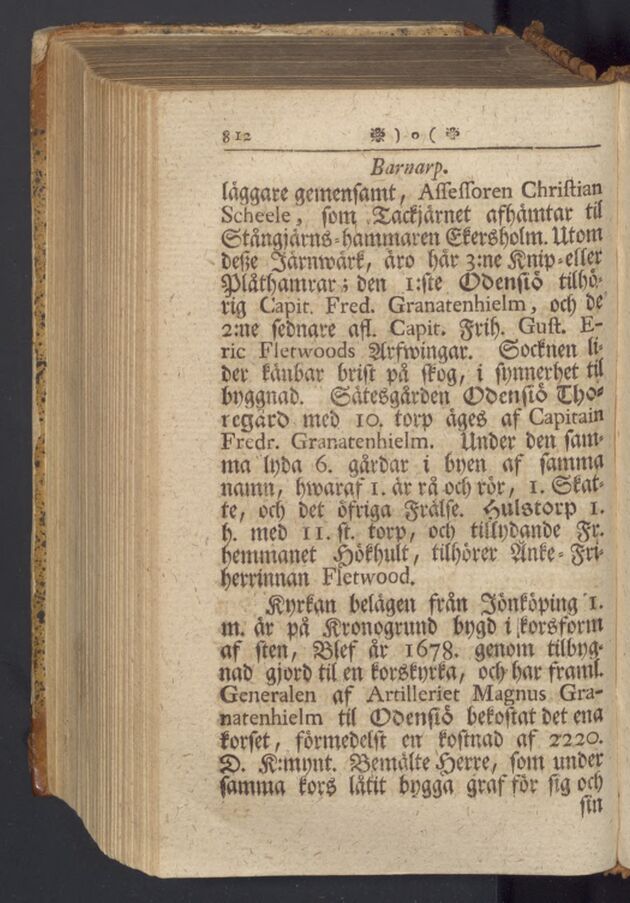 812 ) o (
Barnarp.
läggare gemensamt, Assessoren Christian
Scheele, som Tackjärnet afhämtar til
Stångjärns-hammaren Ekersholm. Utom
deße Järnwärk, äro här 3:ne Knip-eller
Plåthamrar; den 1:ste Odensiö tilhö-
rig Capit. Fred. Granatenhielm, och de
2:ne sednare afl. Capit. Frih. Gust. E-
ric Fletwoods Arfwingar. Socknen li-
der känbar brist på skog, i synnerhet til
byggnad. Sätesgården Odensiö Tho-
regård med 10. torp äges af Capitain
Fredr. Granatenhielm. Under den sam-
ma lyda 6. gårdar i byen af samma
namn, hwaraf 1. är rå och rör, 1. Skat-
te, och det öfriga Frälse. Hulstorp 1.
h. med 11. st. torp, och tillydande Fr.
hemmanet Hökhult, tilhörer Änke-Fri-
herrinnan Fletwood.
Kyrkan belägen från Jönköping 1.
m. är på Kronogrund bygd i korsform
af sten, Blef år 1678. genom tilbyg-
nad gjord til en korskyrka, och har framl.
Generalen af Artilleriet Magnus Gra-
natenhielm til Odensiö bekostat det ena
korset, förmedelst en kostnad af 2220.
D. K:mynt. Bemälte Herre, som under
samma kors låtit bygga graf för sig och
sin